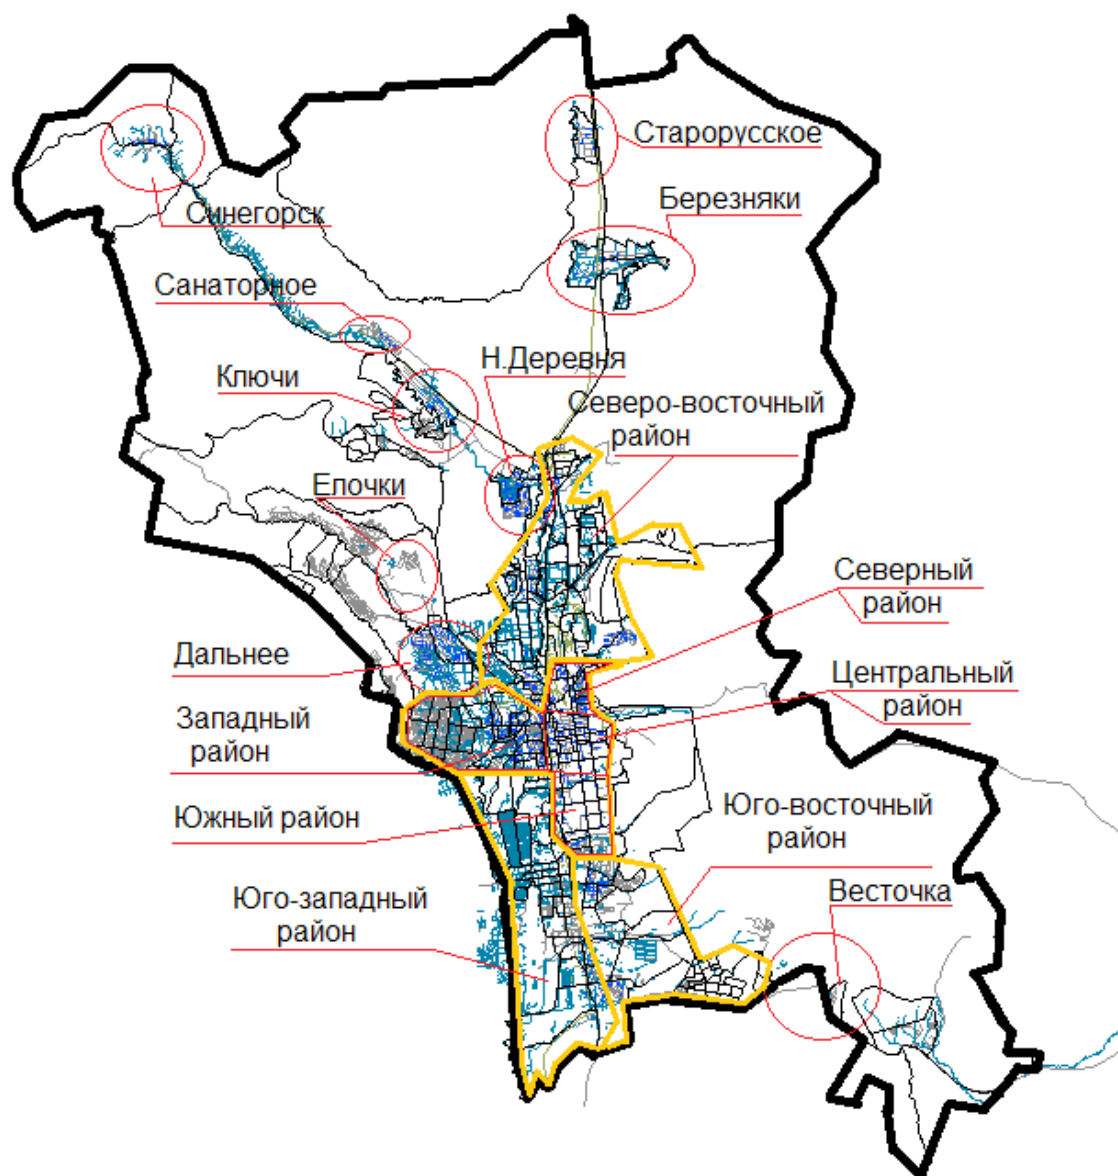 Старорусское
Березняки
Синегорск
Санаторное
Н.Деревня
Ключи
Северо-восточный
район
Елочки
Северный
район
Дальнее
Центральный
район
Западный
район
Южный район
Юго-восточный
район
Весточка
Юго-западный
район